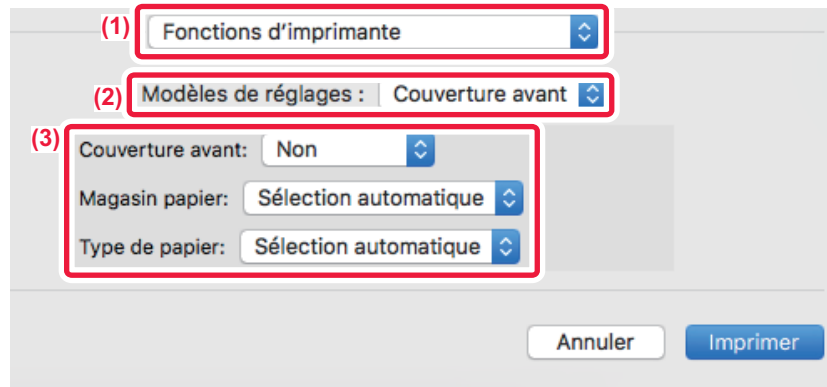 (1) Fonctions d'imprimante
(2) Modèles de réglages : Couverture avant
(3)
Couverture avant: Non
Magasin papier: Sélection automatique
Type de papier: Sélection automatique
Annuler Imprimer